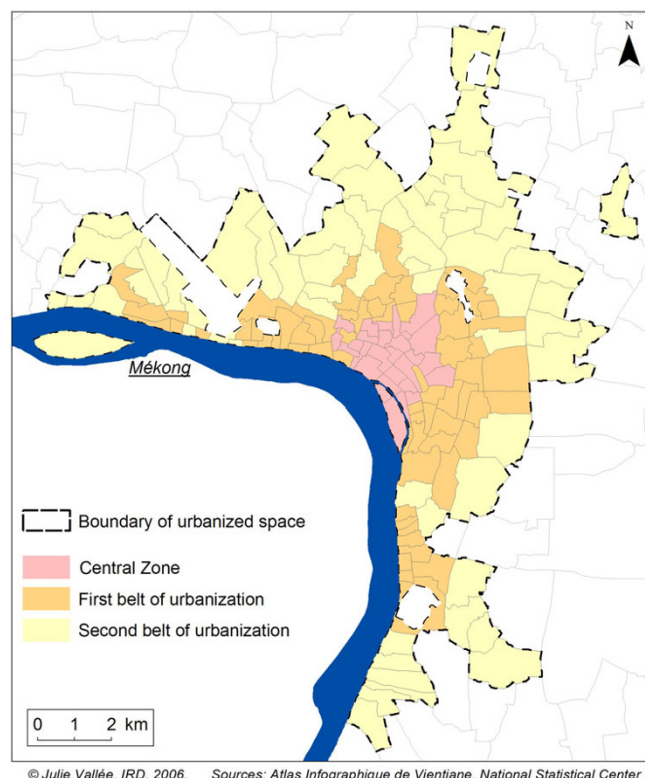 N
Mékong
Boundary of urbanized space
Central Zone
First belt of urbanization
Second belt of urbanization
0 1 2 km
© Julie Vallée, IRD, 2006. Sources: Atlas Infographique de Vientiane, National Statistical Center